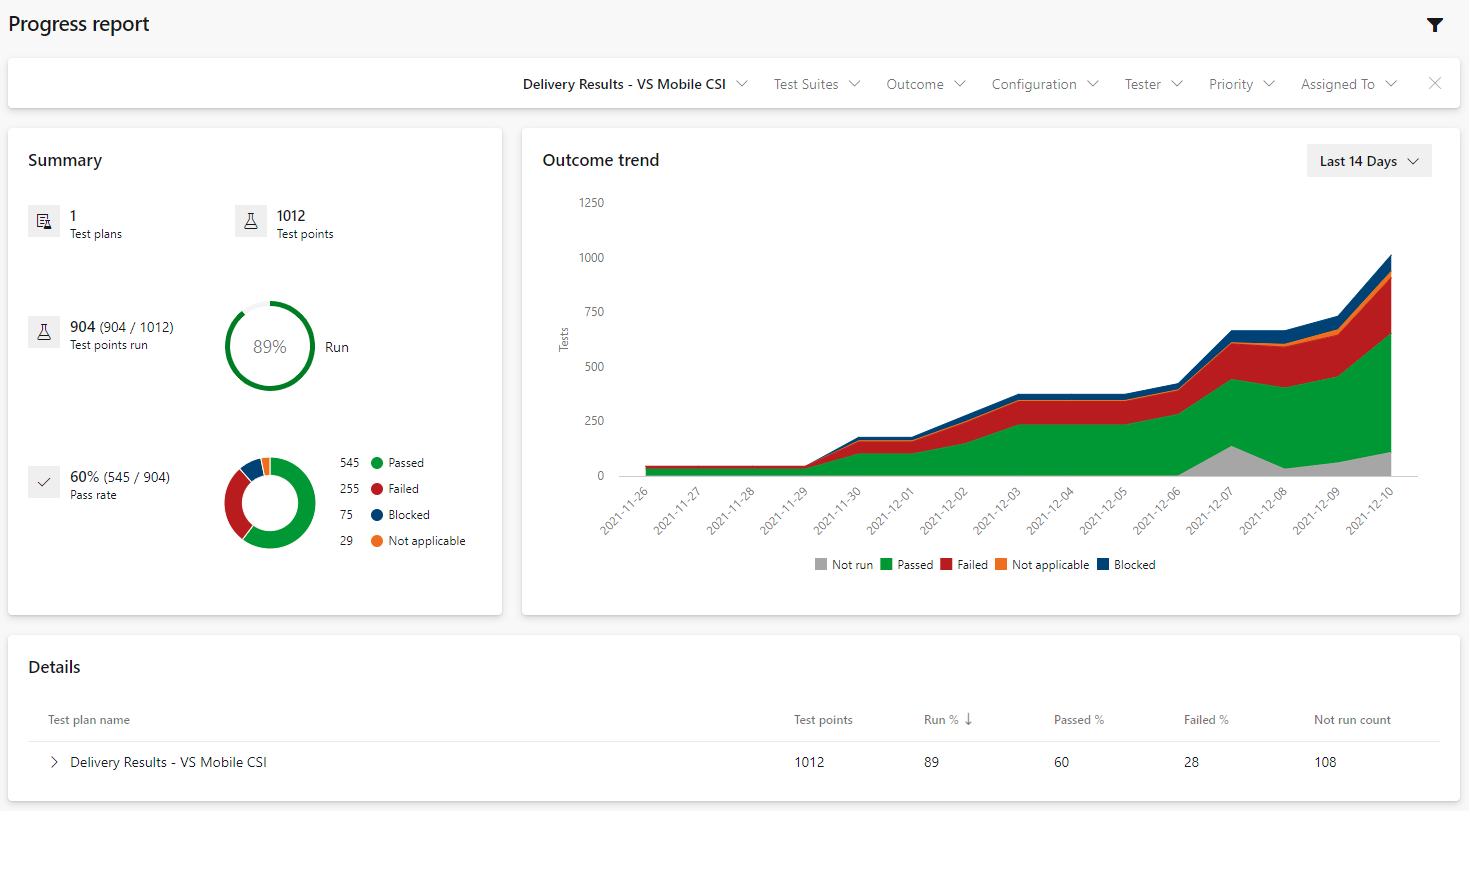 Progress report
Delivery Results - VS Mobile CSI Test Suites Outcome Configuration Tester Priority Assigned To
Summary
1
Test plans
1012
Test points
904 (904 / 1012)
Test points run
89%
Run
60% (545 / 904)
Pass rate
545 Passed
255 Failed
75 Blocked
29 Not applicable
Outcome trend
Last 14 Days
1250
1000
750
500
250
0
Tests
2021-11-26
2021-11-27
2021-11-28
2021-11-29
2021-11-30
2021-12-01
2021-12-02
2021-12-03
2021-12-04
2021-12-05
2021-12-06
2021-12-07
2021-12-08
2021-12-09
2021-12-10
Not run Passed Failed Not applicable Blocked
Details
Test plan name Test points Run % Passed % Failed % Not run count
Delivery Results - VS Mobile CSI 1012 89 60 28 108